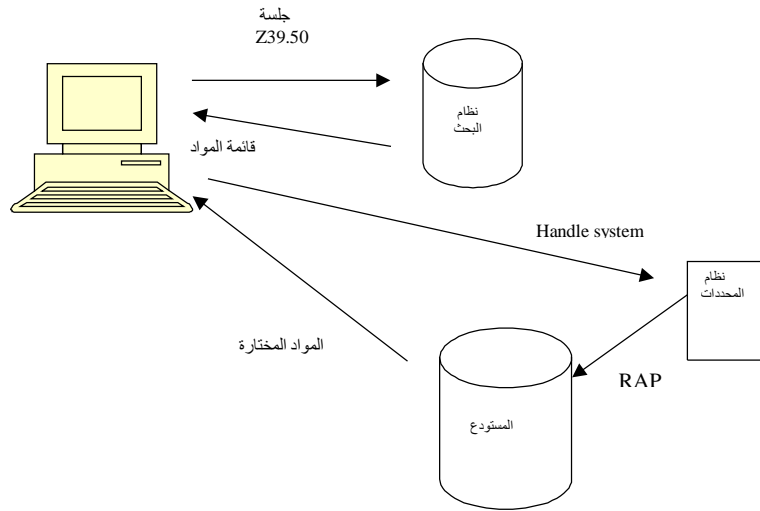 جلسة
Z39.50
نظام
البحث
قائمة المواد
Handle system
نظام
المحددات
المواد المختارة
RAP
المستودع